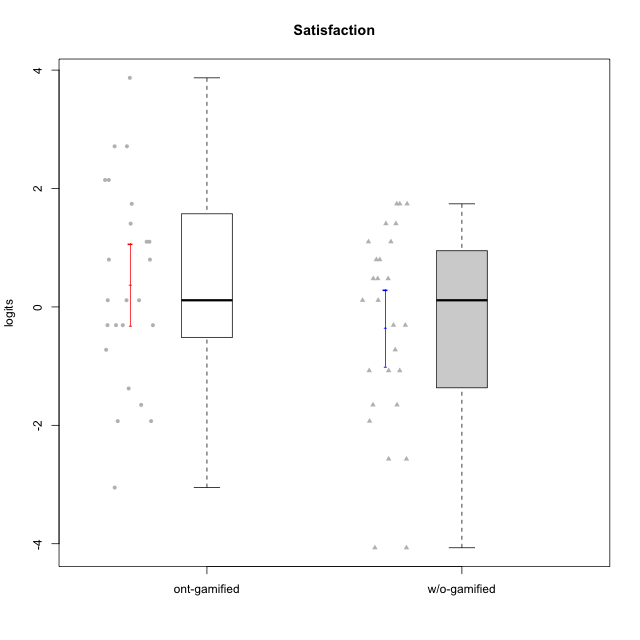 Satisfaction
logits
4
2
0
-2
-4
ont-gamified
w/o-gamified